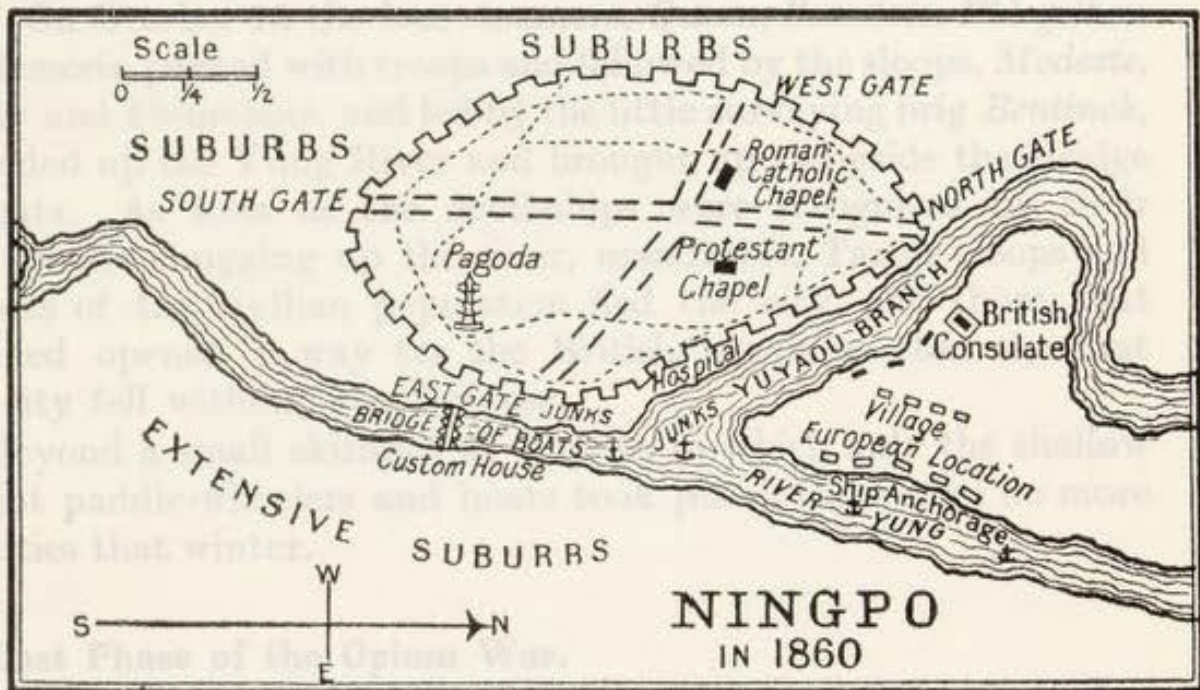 Scale
0 ¼ ½
SUBURBS
SUBURBS
WEST GATE
SOUTH GATE
NORTH GATE
Roman
Catholic
Chapel
Pagoda
Protestant
Chapel
Hospital
YUYAOU BRANCH
British
Consulate
EAST GATE
JUNKS
BRIDGE OF BOATS
JUNKS
Custom House
Village
European Location
Ship Anchorage
RIVER YUNG
EXTENSIVE
SUBURBS
W
S N
E
NINGPO
IN 1860